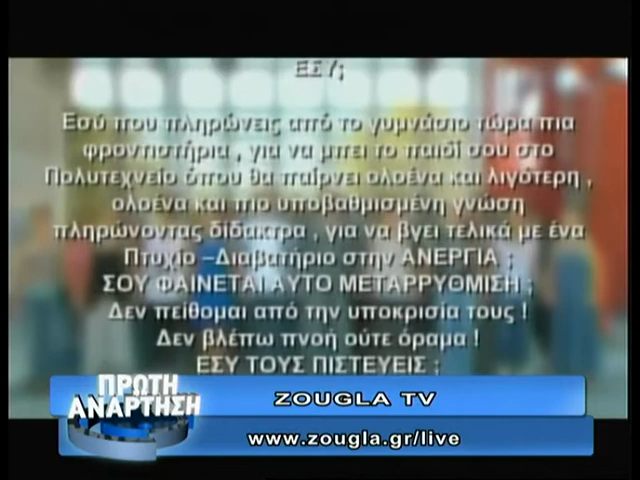 ΕΣΥ;
Εσύ που πληρώνεις από το γυμνάσιο τώρα πια
φροντιστήρια , για να μπει το παιδί σου στο
Πολυτεχνείο όπου θα παίρνει ολοένα και λιγότερη ,
ολοένα και πιο υποβαθμισμένη γνώση
πληρώνοντας δίδακτρα , για να βγει τελικά με ένα
Πτυχίο –Διαβατήριο στην ΑΝΕΡΓΙΑ ;
ΣΟΥ ΦΑΙΝΕΤΑΙ ΑΥΤΟ ΜΕΤΑΡΡΥΘΜΙΣΗ ;
Δεν πείθομαι από την υποκρισία τους !
Δεν βλέπω πνοή ούτε όραμα !
ΕΣΥ ΤΟΥΣ ΠΙΣΤΕΥΕΙΣ ;
ΠΡΩΤΗ
ΑΝΑΡΤΗΣΗ
ZOUGLA TV
www.zougla.gr/live